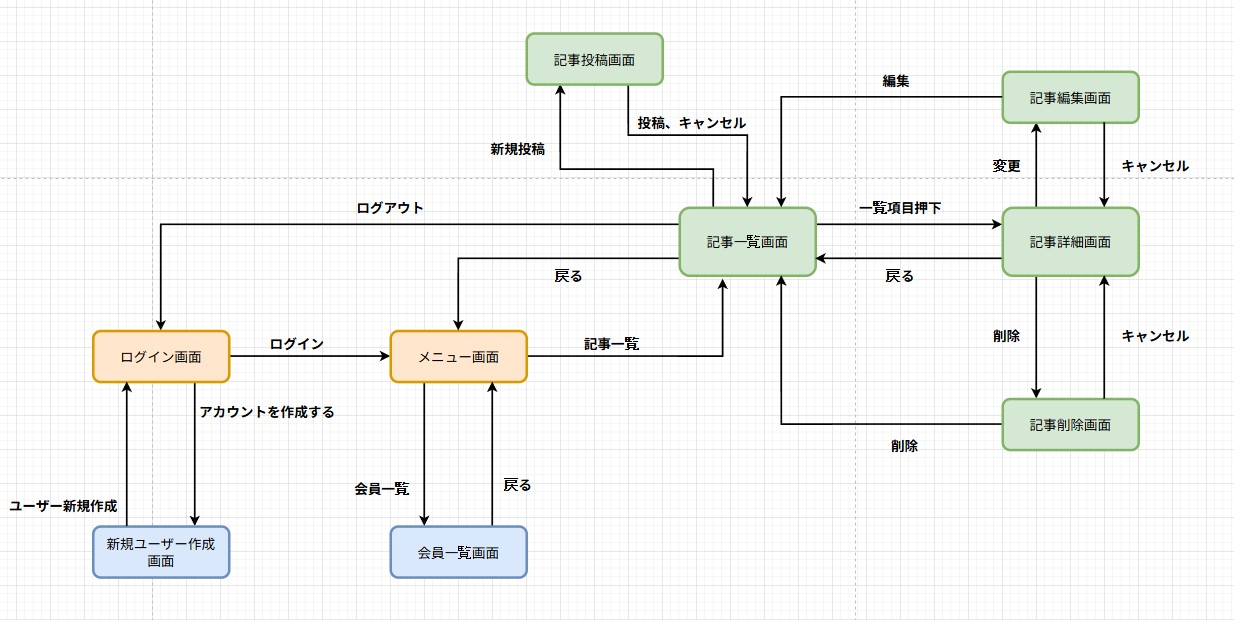 記事投稿画面
編集
記事編集画面
投稿、キャンセル
新規投稿
変更
キャンセル
ログアウト
一覧項目押下
記事一覧画面
記事詳細画面
戻る
戻る
ログイン
記事一覧
削除
キャンセル
ログイン画面
メニュー画面
アカウントを作成する
記事削除画面
削除
会員一覧
戻る
ユーザー新規作成
新規ユーザー作成
画面
会員一覧画面